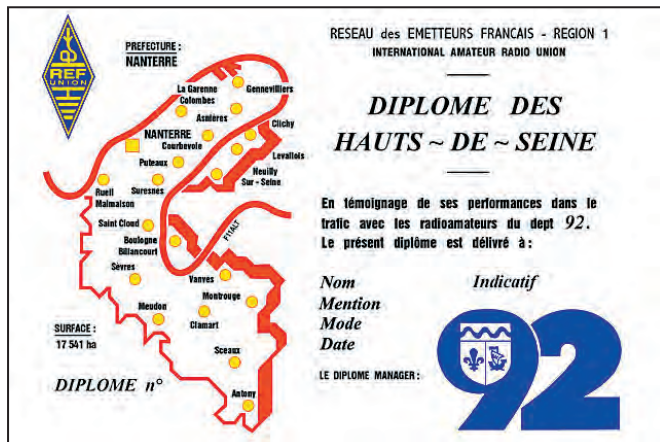 REF
UNION
PREFECTURE :
NANTERRE
La Garenne
Colombes
Gennevilliers
Asnières
Clichy
NANTERRE
Courbevoie
Levallois
Puteaux
Neuilly
Sur - Seine
Rueil
Malmaison
Suresnes
Saint Cloud
Boulogne
Billancourt
F11ALT
Sèvres
Vanves
Montrouge
Meudon
Clamart
SURFACE :
17 541 ha
Sceaux
DIPLOME n°
Antony
RESEAU des EMETTEURS FRANCAIS - REGION 1
INTERNATIONAL AMATEUR RADIO UNION
DIPLOME DES
HAUTS ~ DE ~ SEINE
En témoignage de ses performances dans le
trafic avec les radioamateurs du dept 92.
Le présent diplôme est délivré à :
Nom Indicatif
Mention
Mode
Date
LE DIPLOME MANAGER :
92